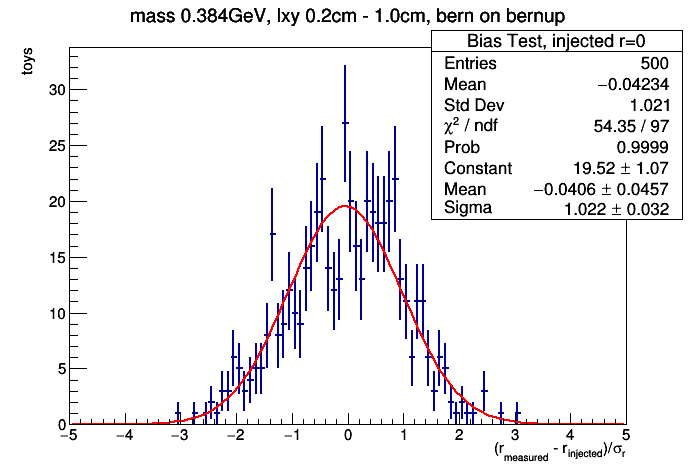 mass 0.384GeV, lxy 0.2cm - 1.0cm, bern on bernup
Bias Test, injected r=0
Entries 500
Mean −0.04234
Std Dev 1.021
χ² / ndf 54.35 / 97
Prob 0.9999
Constant 19.52 ± 1.07
Mean −0.0406 ± 0.0457
Sigma 1.022 ± 0.032
toys
30
25
20
15
10
5
0
−5 −4 −3 −2 −1 0 1 2 3 4 5
(r_measured - r_injected)/σ_r